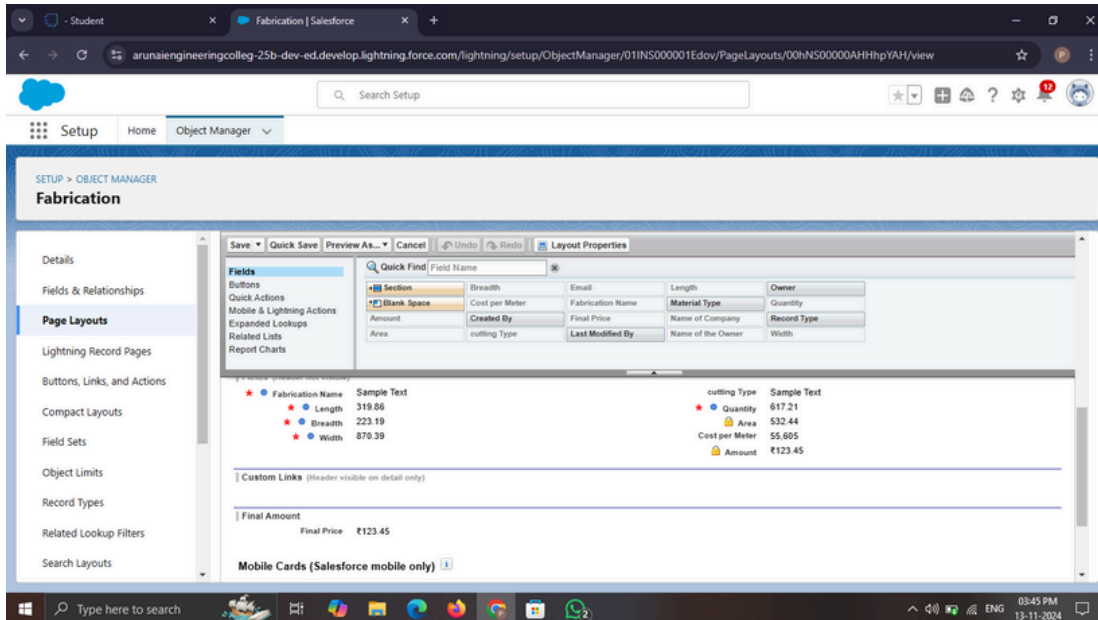 - Student
Fabrication | Salesforce
arunaiengineeringcolleg-25b-dev-ed.develop.lightning.force.com/lightning/setup/ObjectManager/01INS000001Edov/PageLayouts/00hNS00000AHHhpYAH/view
P
Search Setup
12
Setup Home Object Manager
SETUP > OBJECT MANAGER
Fabrication
Details
Fields & Relationships
Page Layouts
Lightning Record Pages
Buttons, Links, and Actions
Compact Layouts
Field Sets
Object Limits
Record Types
Related Lookup Filters
Search Layouts
Save Quick Save Preview As... Cancel Undo Redo Layout Properties
Fields
Buttons
Quick Actions
Mobile & Lightning Actions
Expanded Lookups
Related Lists
Report Charts
Quick Find Field Name
Section Breadth Email Length Owner
Blank Space Cost per Meter Fabrication Name Material Type Quantity
Amount Created By Final Price Name of Company Record Type
Area cutting Type Last Modified By Name of the Owner Width
Fabrication Name Sample Text cutting Type Sample Text
Length 319.86 Quantity 617.21
Breadth 223.19 Area 532.44
Width 870.39 Cost per Meter 55,605
Amount ₹123.45
Custom Links (Header visible on detail only)
Final Amount
Final Price ₹123.45
Mobile Cards (Salesforce mobile only) i
Type here to search
2
ENG
03:45 PM
13-11-2024